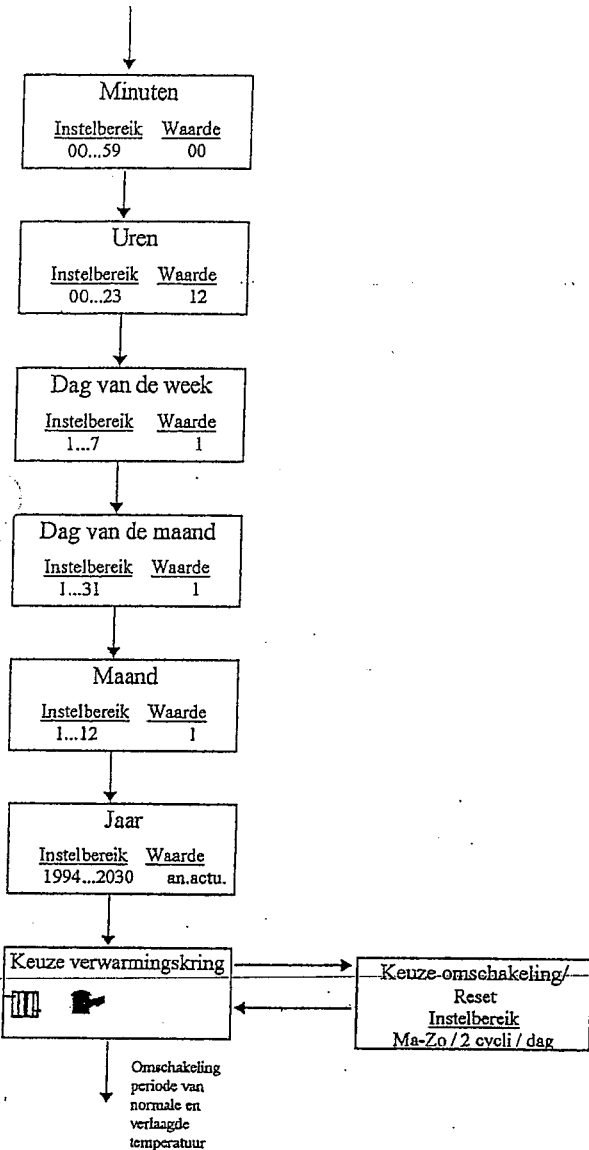 Minuten
Instelbereik Waarde
00...59 00
Uren
Instelbereik Waarde
00...23 12
Dag van de week
Instelbereik Waarde
1...7 1
Dag van de maand
Instelbereik Waarde
1...31 1
Maand
Instelbereik Waarde
1...12 1
Jaar
Instelbereik Waarde
1994...2030 an.actu.
Keuze verwarmingskring
Keuze omschakeling/
Reset
Instelbereik
Ma-Zo / 2 cycli / dag
Omschakeling
periode van
normale en
verlaagde
temperatuur